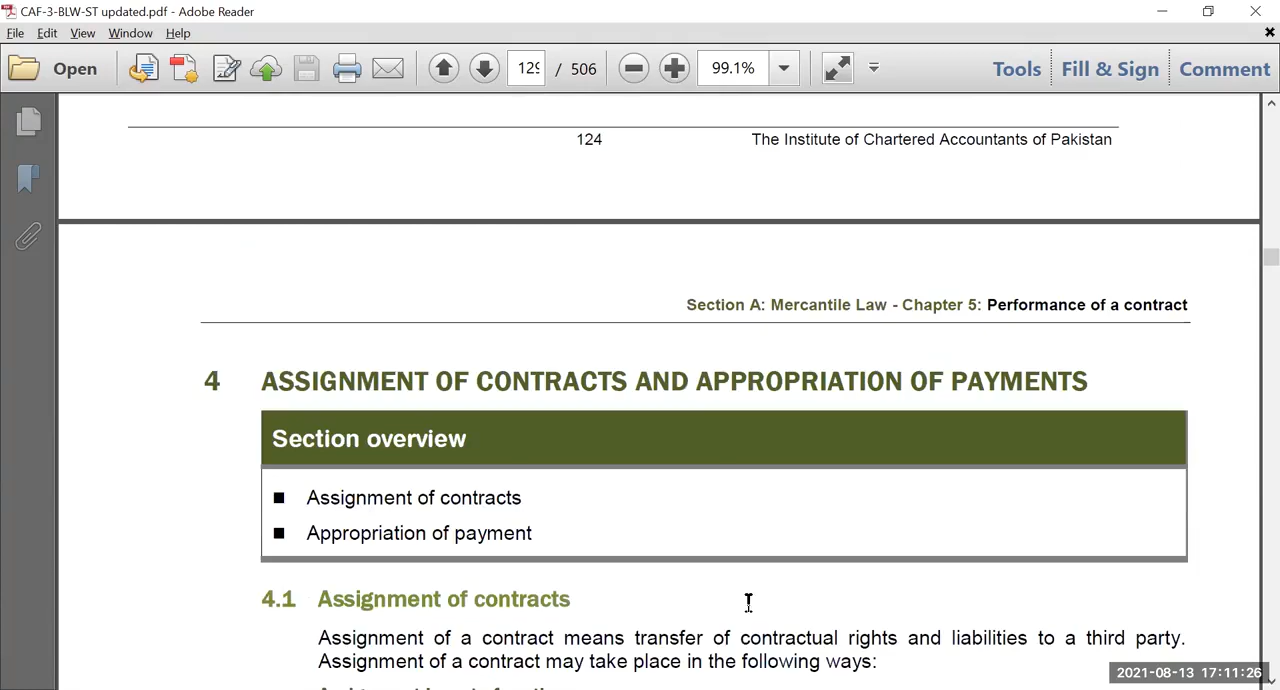 CAF-3-BLW-ST updated.pdf - Adobe Reader
File Edit View Window Help
Open 129 / 506 99.1% Tools Fill & Sign Comment
124 The Institute of Chartered Accountants of Pakistan
Section A: Mercantile Law - Chapter 5: Performance of a contract
4 ASSIGNMENT OF CONTRACTS AND APPROPRIATION OF PAYMENTS
Section overview
■ Assignment of contracts
■ Appropriation of payment
4.1 Assignment of contracts
Assignment of a contract means transfer of contractual rights and liabilities to a third party.
Assignment of a contract may take place in the following ways:
2021-08-13 17:11:26